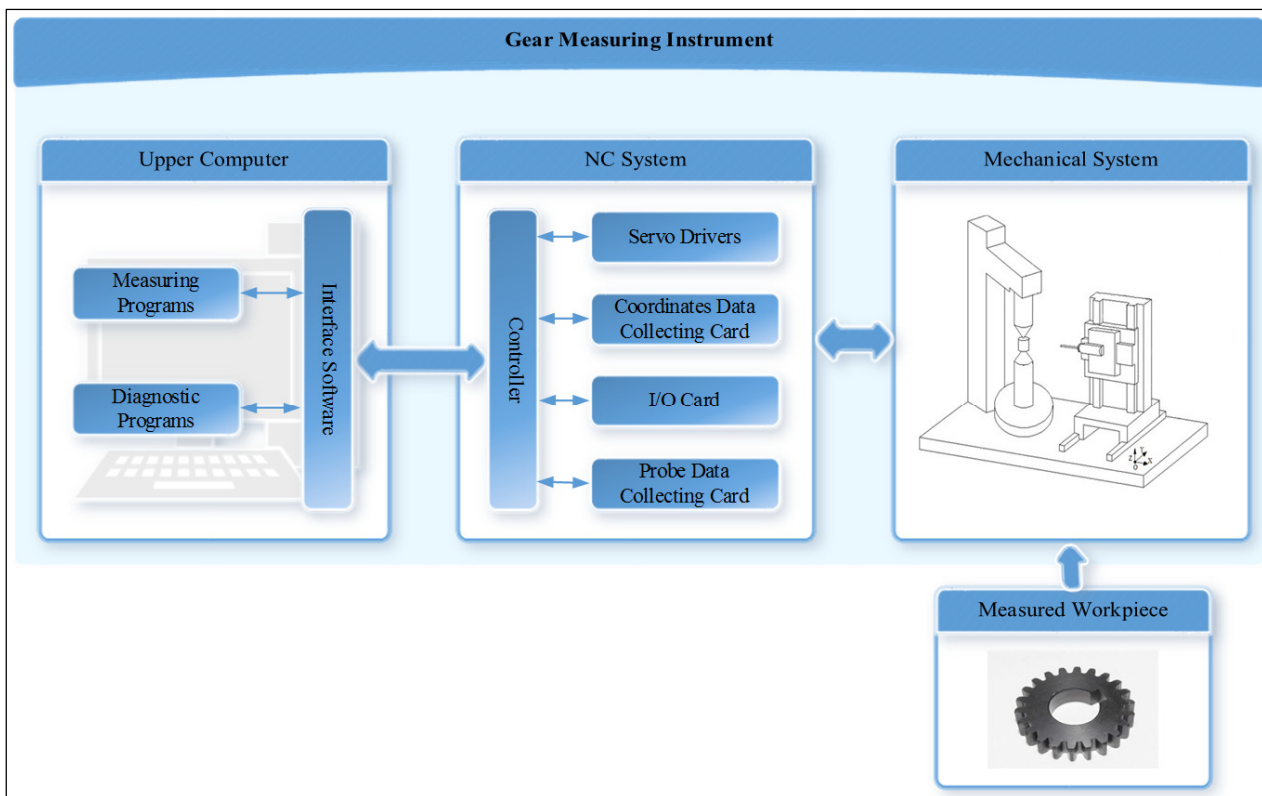 Gear Measuring Instrument
Upper Computer
Measuring
Programs
Diagnostic
Programs
Interface Software
NC System
Controller
Servo Drivers
Coordinates Data
Collecting Card
I/O Card
Probe Data
Collecting Card
Mechanical System
Z
Y
X
O
Measured Workpiece